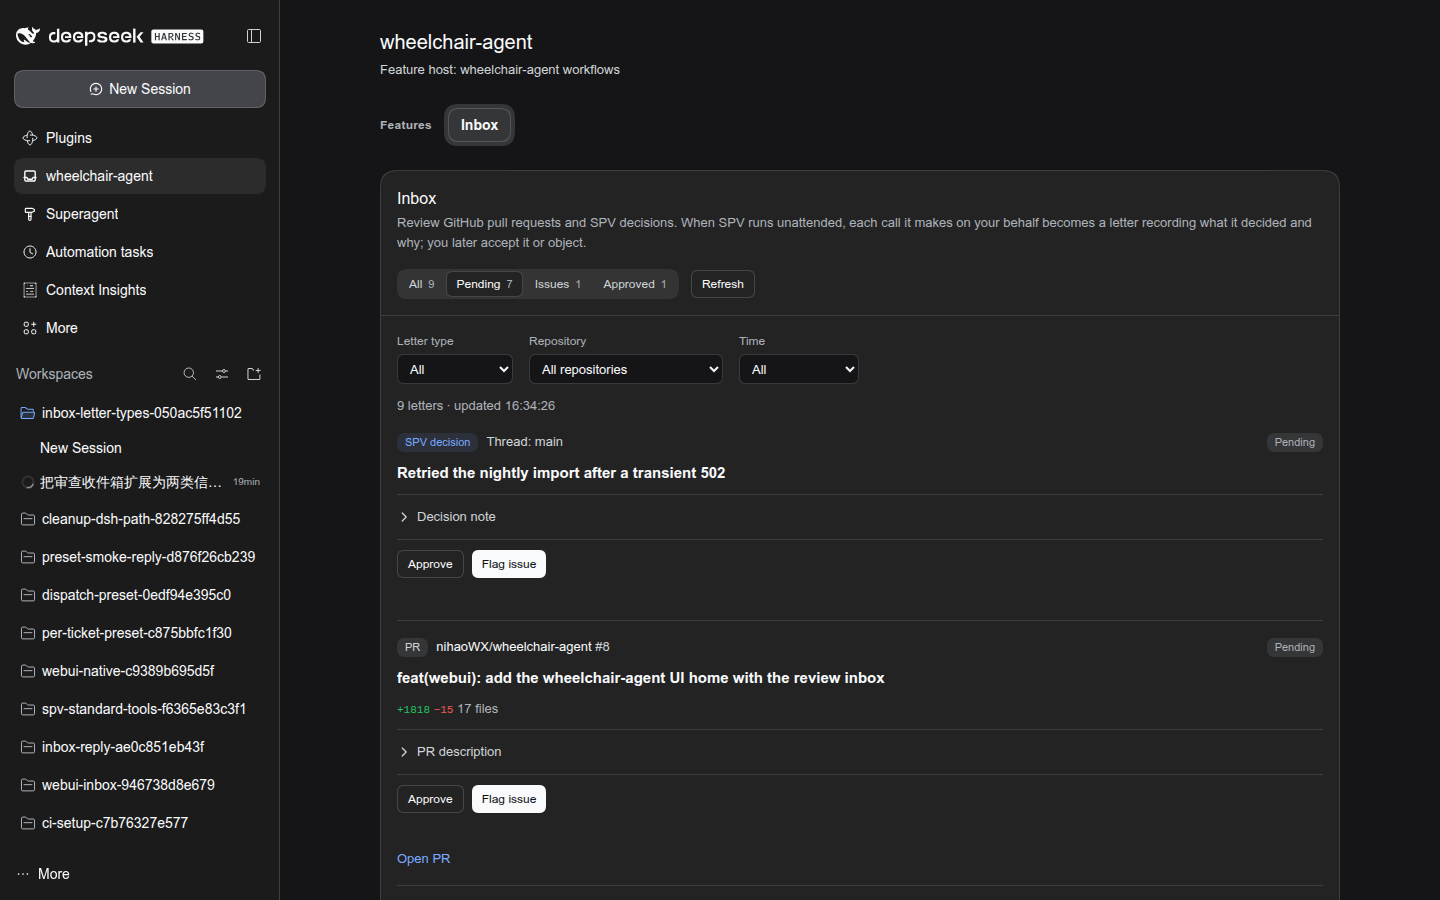 deepseek HARNESS
New Session
Plugins
wheelchair-agent
Superagent
Automation tasks
Context Insights
More
Workspaces
inbox-letter-types-050ac5f51102
New Session
把审查收件箱扩展为两类信… 19min
cleanup-dsh-path-828275ff4d55
preset-smoke-reply-d876f26cb239
dispatch-preset-0edf94e395c0
per-ticket-preset-c875bbfc1f30
webui-native-c9389b695d5f
spv-standard-tools-f6365e83c3f1
inbox-reply-ae0c851eb43f
webui-inbox-946738d8e679
ci-setup-c7b76327e577
··· More
wheelchair-agent
Feature host: wheelchair-agent workflows
Features Inbox
Inbox
Review GitHub pull requests and SPV decisions. When SPV runs unattended, each call it makes on your behalf becomes a letter recording what it decided and
why; you later accept it or object.
All 9 Pending 7 Issues 1 Approved 1 Refresh
Letter type Repository Time
All All repositories All
9 letters · updated 16:34:26
SPV decision Thread: main Pending
Retried the nightly import after a transient 502
Decision note
Approve Flag issue
PR nihaoWX/wheelchair-agent #8 Pending
feat(webui): add the wheelchair-agent UI home with the review inbox
+1818 −15 17 files
PR description
Approve Flag issue
Open PR